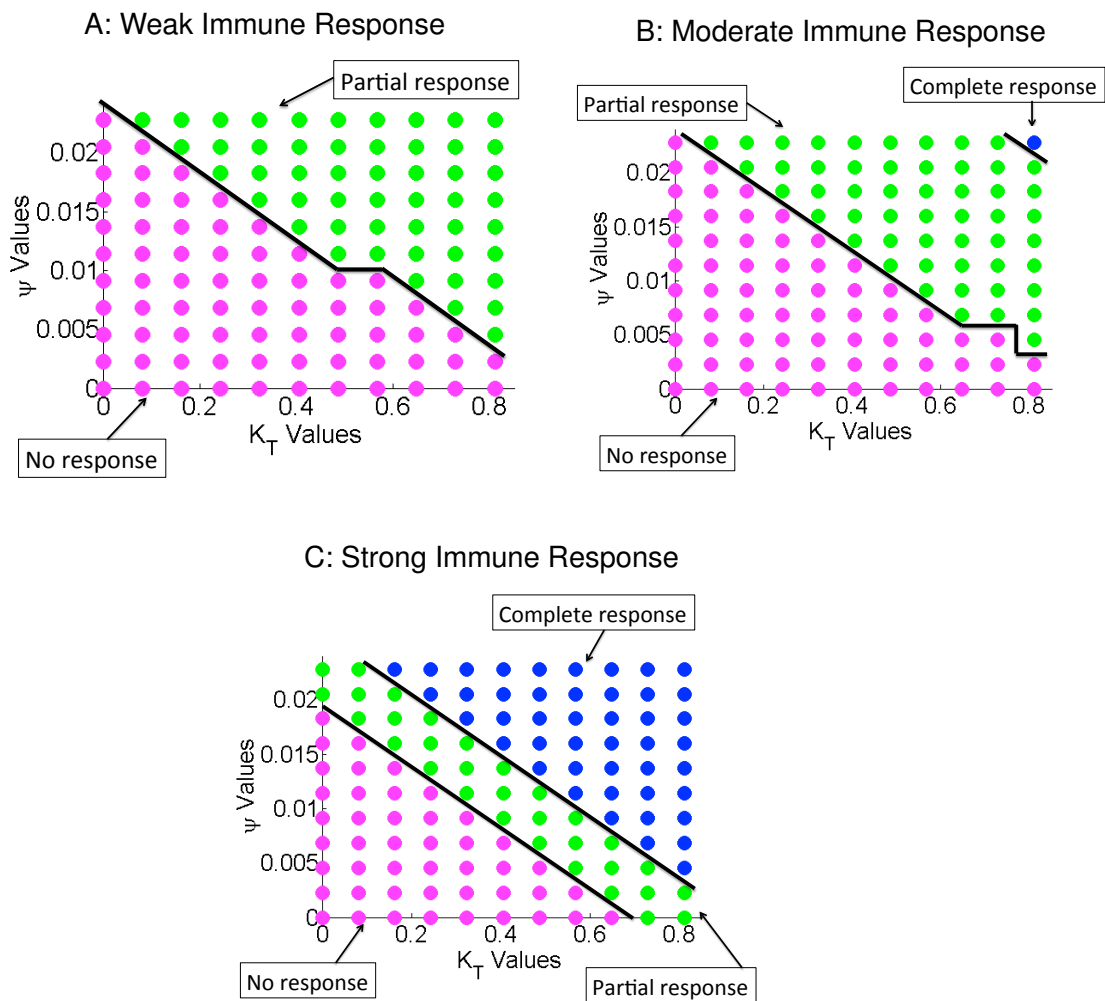 A: Weak Immune Response
Partial response
0.02
0.015
0.01
0.005
0
Ψ Values
0 0.2 0.4 0.6 0.8
K_T Values
No response
B: Moderate Immune Response
Complete response
Partial response
0.02
0.015
0.01
0.005
0
Ψ Values
0 0.2 0.4 0.6 0.8
K_T Values
No response
C: Strong Immune Response
Complete response
0.02
0.015
0.01
0.005
0
Ψ Values
0 0.2 0.4 0.6 0.8
K_T Values
No response
Partial response